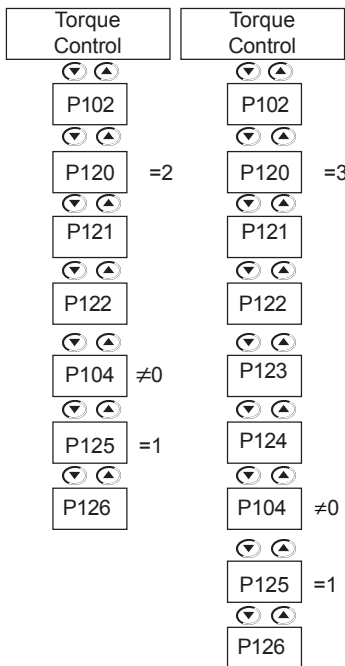 Torque
Control
P102
P120 =2
P121
P122
P104 ≠0
P125 =1
P126
Torque
Control
P102
P120 =3
P121
P122
P123
P124
P104 ≠0
P125 =1
P126